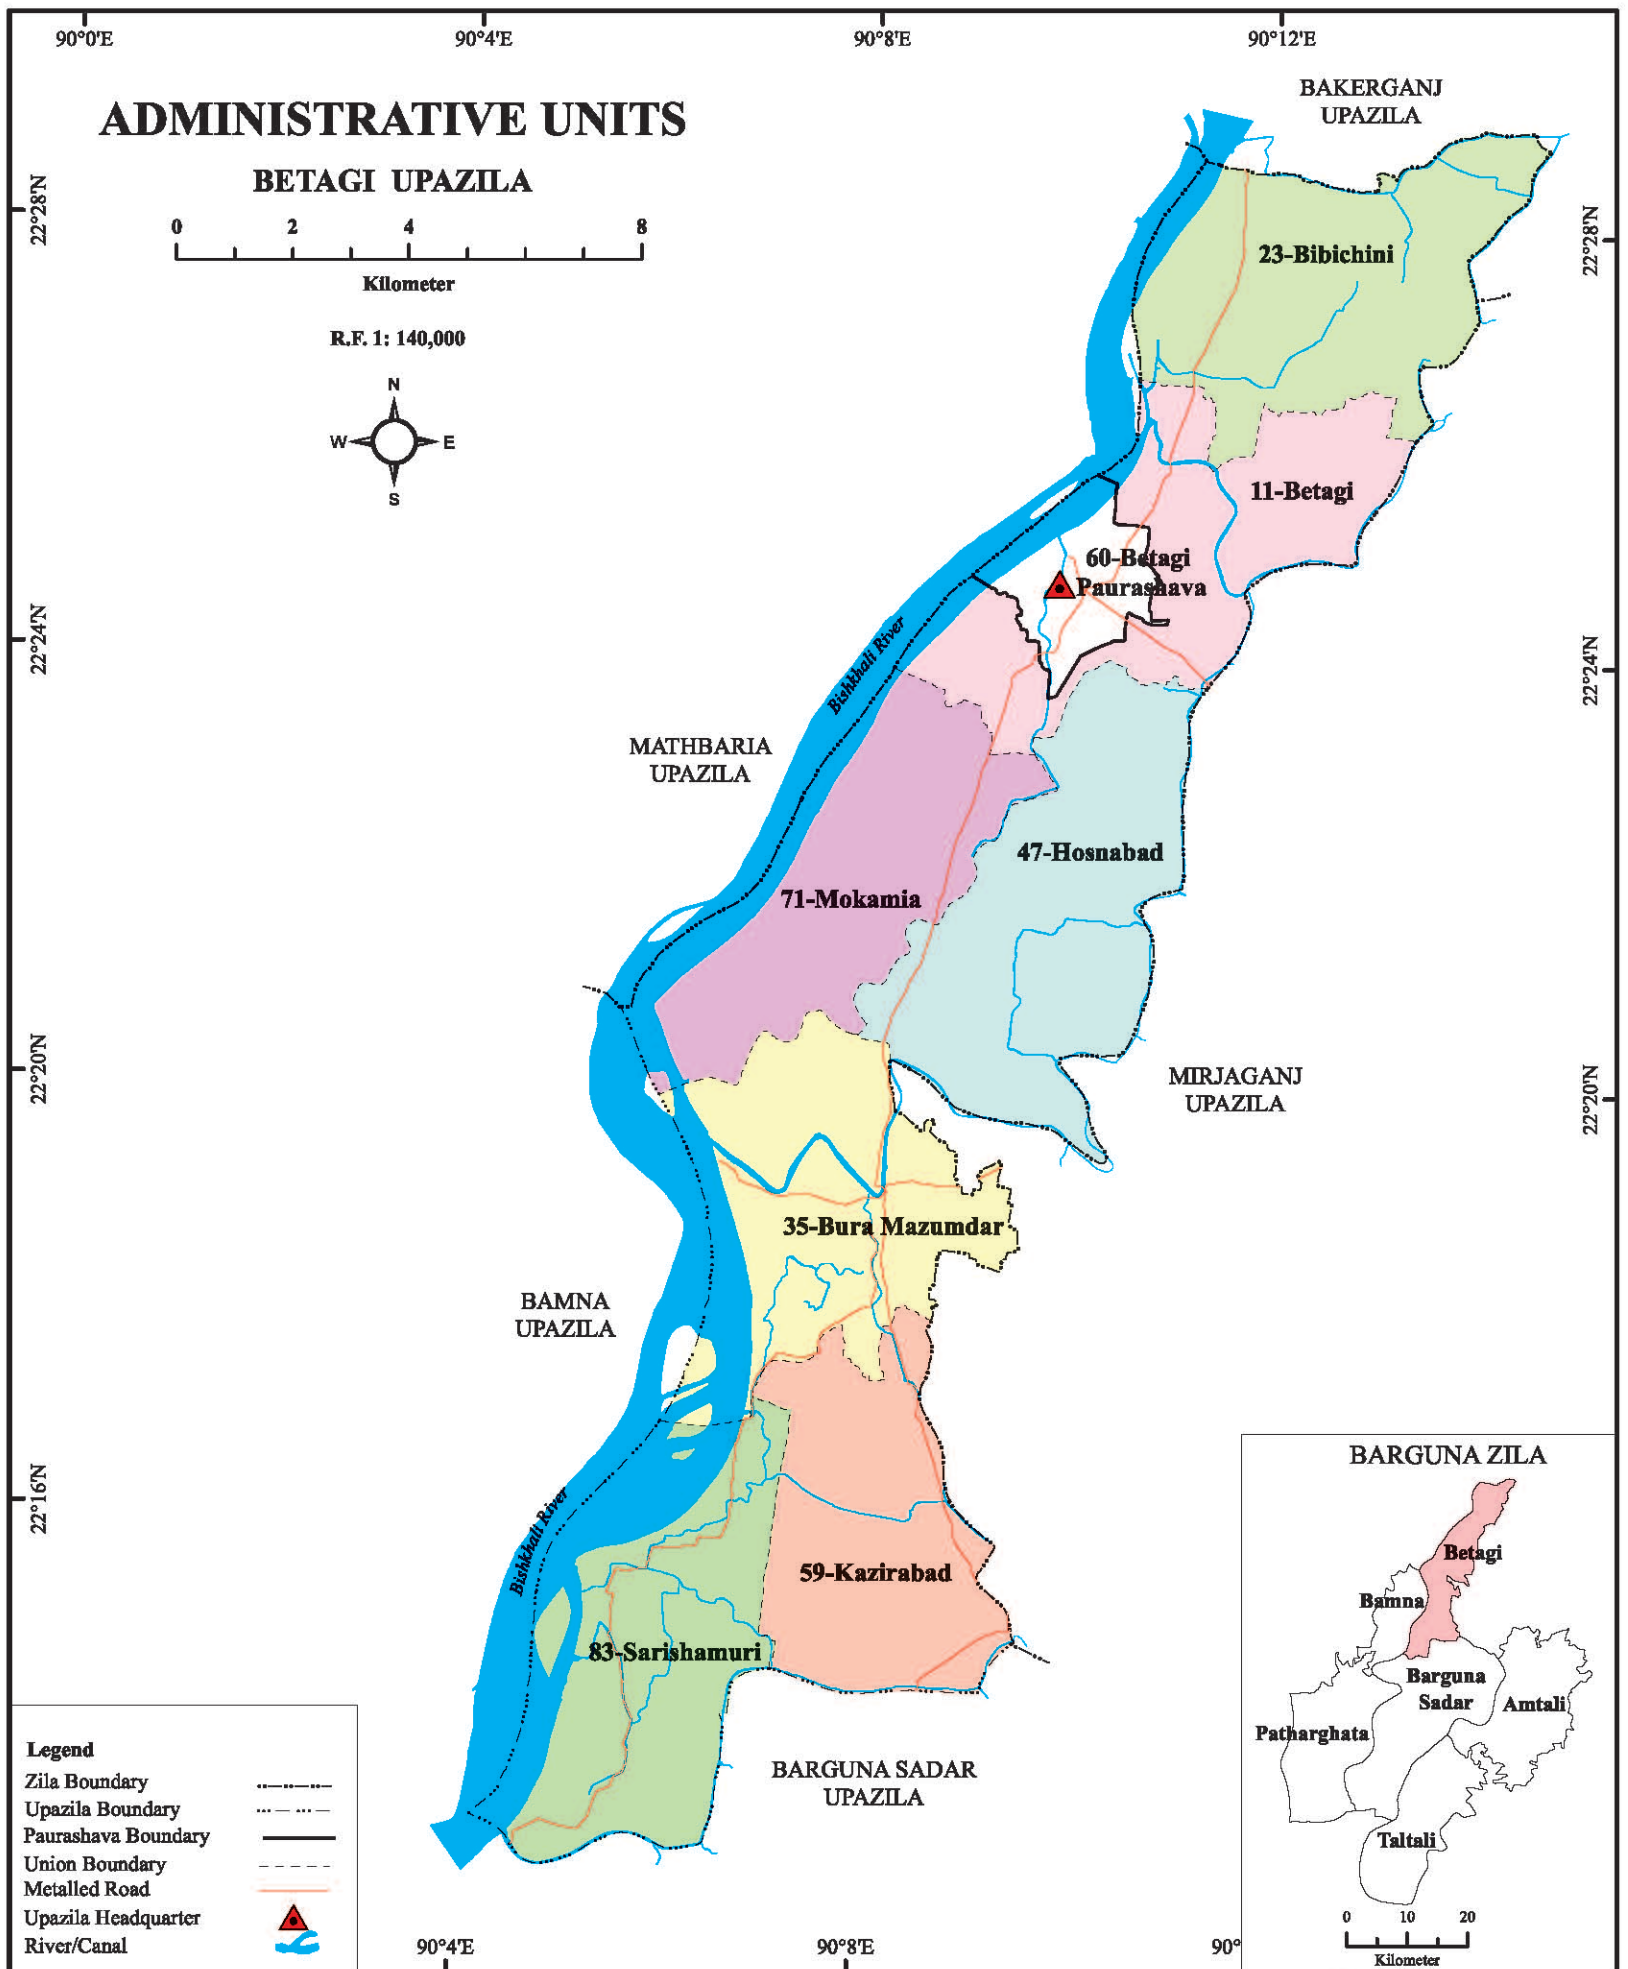 90°0'E
90°4'E
90°8'E
90°12'E
BAKERGANJ
UPAZILA
ADMINISTRATIVE UNITS
BETAGI UPAZILA
0
2
4
8
Kilometer
R.F. 1: 140,000
N
W
E
S
22°28'N
22°28'N
23-Bibichini
11-Betagi
60-Betagi
Paurashava
22°24'N
22°24'N
Bishkhali River
MATHBARIA
UPAZILA
47-Hosnabad
71-Mokamia
22°20'N
22°20'N
MIRJAGANJ
UPAZILA
35-Bura Mazumdar
BAMNA
UPAZILA
22°16'N
Bishkhali River
59-Kazirabad
83-Sarishamuri
BARGUNA SADAR
UPAZILA
BARGUNA ZILA
Betagi
Bamna
Barguna
Sadar
Amtali
Patharghata
Taltali
0
10
20
Kilometer
Legend
Zila Boundary
Upazila Boundary
Paurashava Boundary
Union Boundary
Metalled Road
Upazila Headquarter
River/Canal
90°4'E
90°8'E
90°